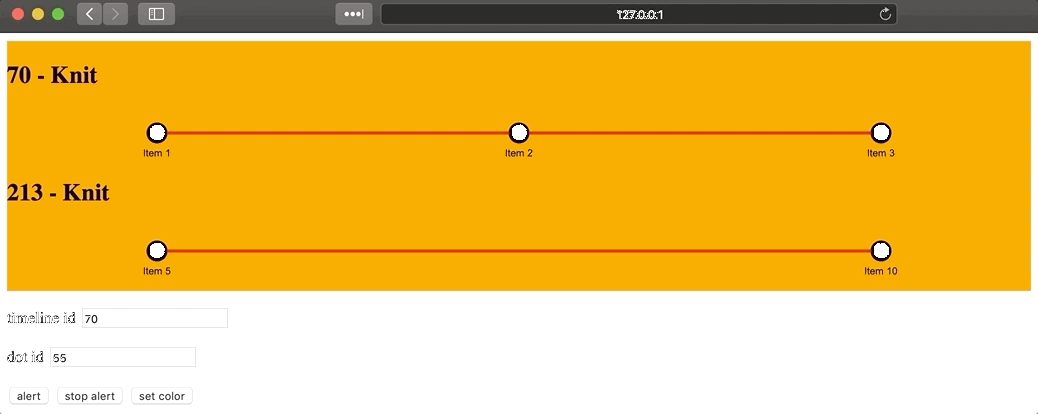 127.0.0.1
70 - Knit
Item 1 Item 2 Item 3
213 - Knit
Item 5 Item 10
timeline id 70
dot id 55
alert stop alert set color